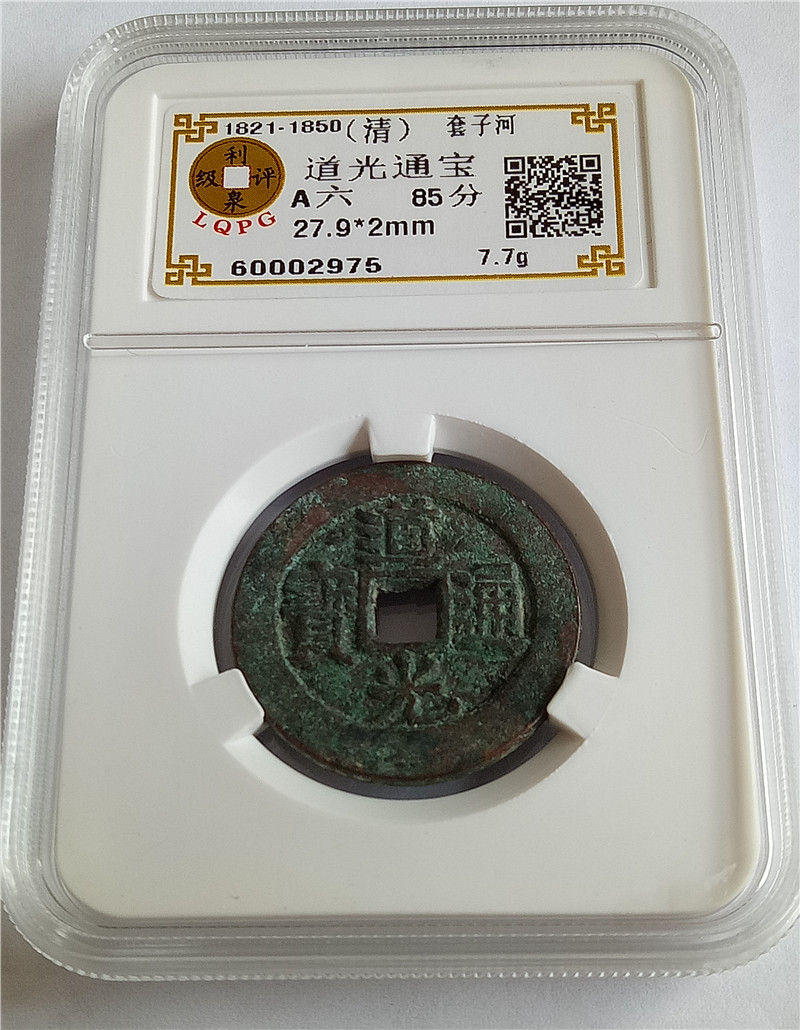 1821-1850(清) 套子河
利泉评级
LQPG
道光通宝
A六 85分
27.9*2mm
60002975 7.7g
道光通寳